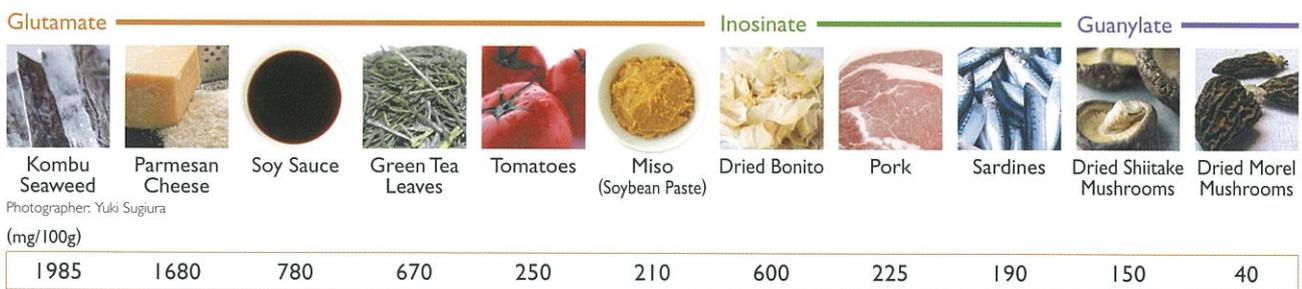 Glutamate
Inosinate
Guanylate
Kombu
Seaweed
Parmesan
Cheese
Soy Sauce
Green Tea
Leaves
Tomatoes
Miso
(Soybean Paste)
Dried Bonito
Pork
Sardines
Dried Shiitake
Mushrooms
Dried Morel
Mushrooms
Photographer: Yuki Sugiura
(mg/100g)
1985 1680 780 670 250 210 600 225 190 150 40